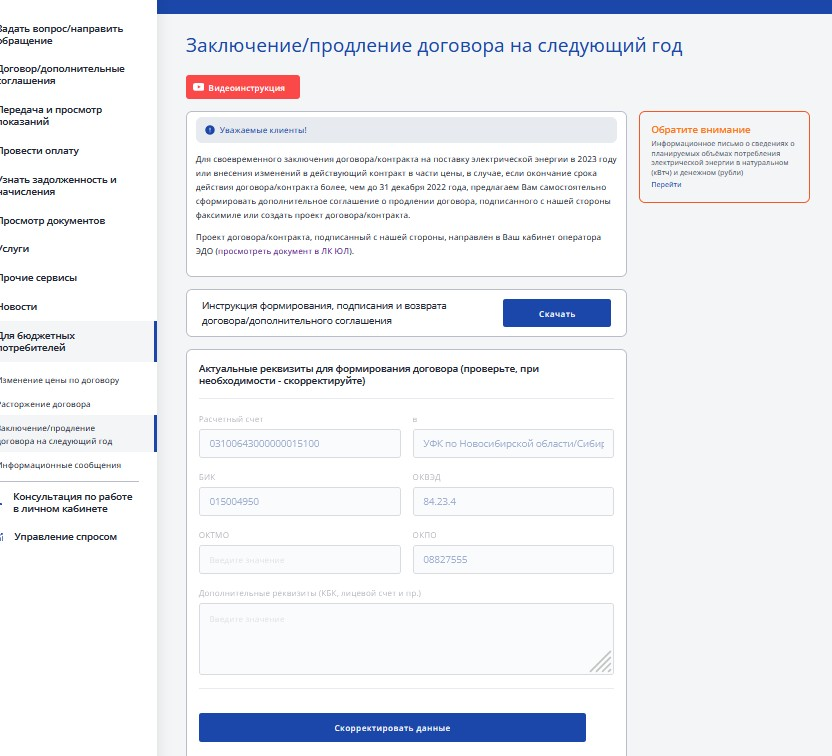 Задать вопрос/направить
обращение
Договор/дополнительные
соглашения
Передача и просмотр
показаний
Провести оплату
Узнать задолженность и
начисления
Просмотр документов
Услуги
Прочие сервисы
Новости
Для бюджетных
потребителей
Изменение цены по договору
Расторжение договора
Заключение/продление
договора на следующий год
Информационные сообщения
Консультация по работе
в личном кабинете
Управление спросом
Заключение/продление договора на следующий год
Видеоинструкция
Уважаемые клиенты!
Для своевременного заключения договора/контракта на поставку электрической энергии в 2023 году
или внесения изменений в действующий контракт в части цены, в случае, если окончание срока
действия договора/контракта более, чем до 31 декабря 2022 года, предлагаем Вам самостоятельно
сформировать дополнительное соглашение о продлении договора, подписанного с нашей стороны
факсимиле или создать проект договора/контракта.
Проект договора/контракта, подписанный с нашей стороны, направлен в Ваш кабинет оператора
ЭДО (просмотреть документ в ЛК ЮЛ).
Инструкция формирования, подписания и возврата
договора/дополнительного соглашения
Скачать
Актуальные реквизиты для формирования договора (проверьте, при
необходимости - скорректируйте)
Расчетный счет
в
03100643000000015100
УФК по Новосибирской области/Сибир
БИК
ОКВЭД
015004950
84.23.4
ОКТМО
ОКПО
Введите значение
08827555
Дополнительные реквизиты (КБК, лицевой счет и пр.)
Введите значение
Скорректировать данные
Обратите внимание
Информационное письмо о сведениях о
планируемых объёмах потребления
электрической энергии в натуральном
(кВтч) и денежном (рубли)
Перейти